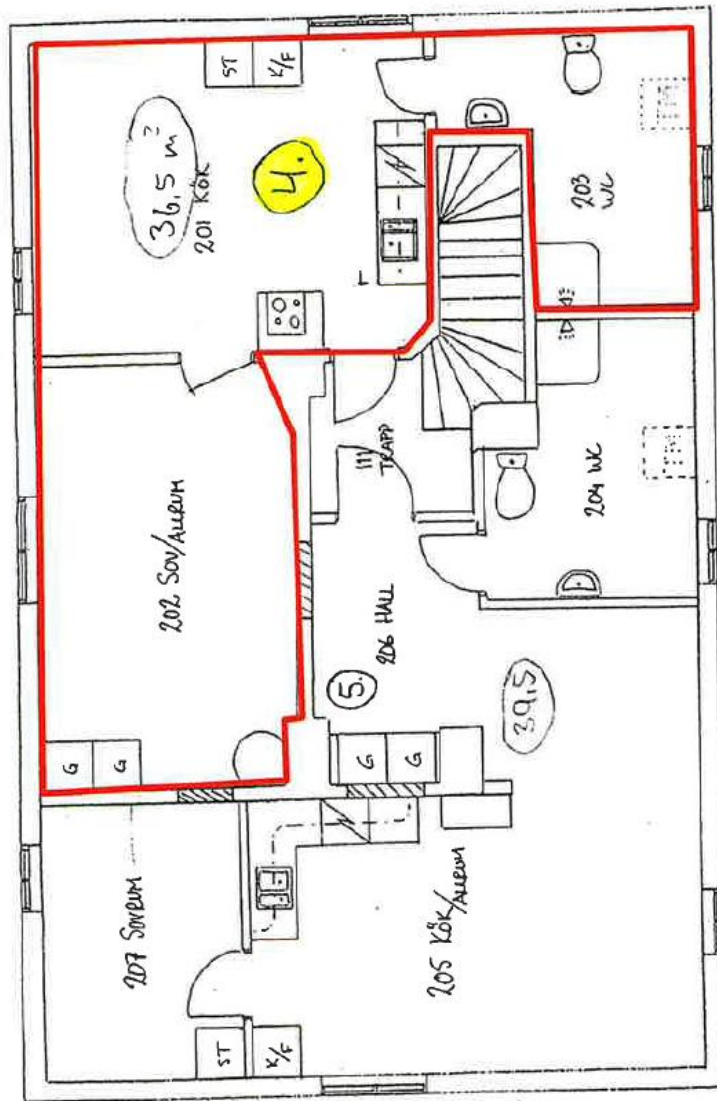 36,5 m²
201 KÖK
4.
ST
K/F
203
WC
202 SOV/ALLRUM
G
G
111
TRAPP
204 WC
206 HALL
5.
39,5
G
G
207 SOVRUM
205 KÖK/ALLRUM
ST
K/F